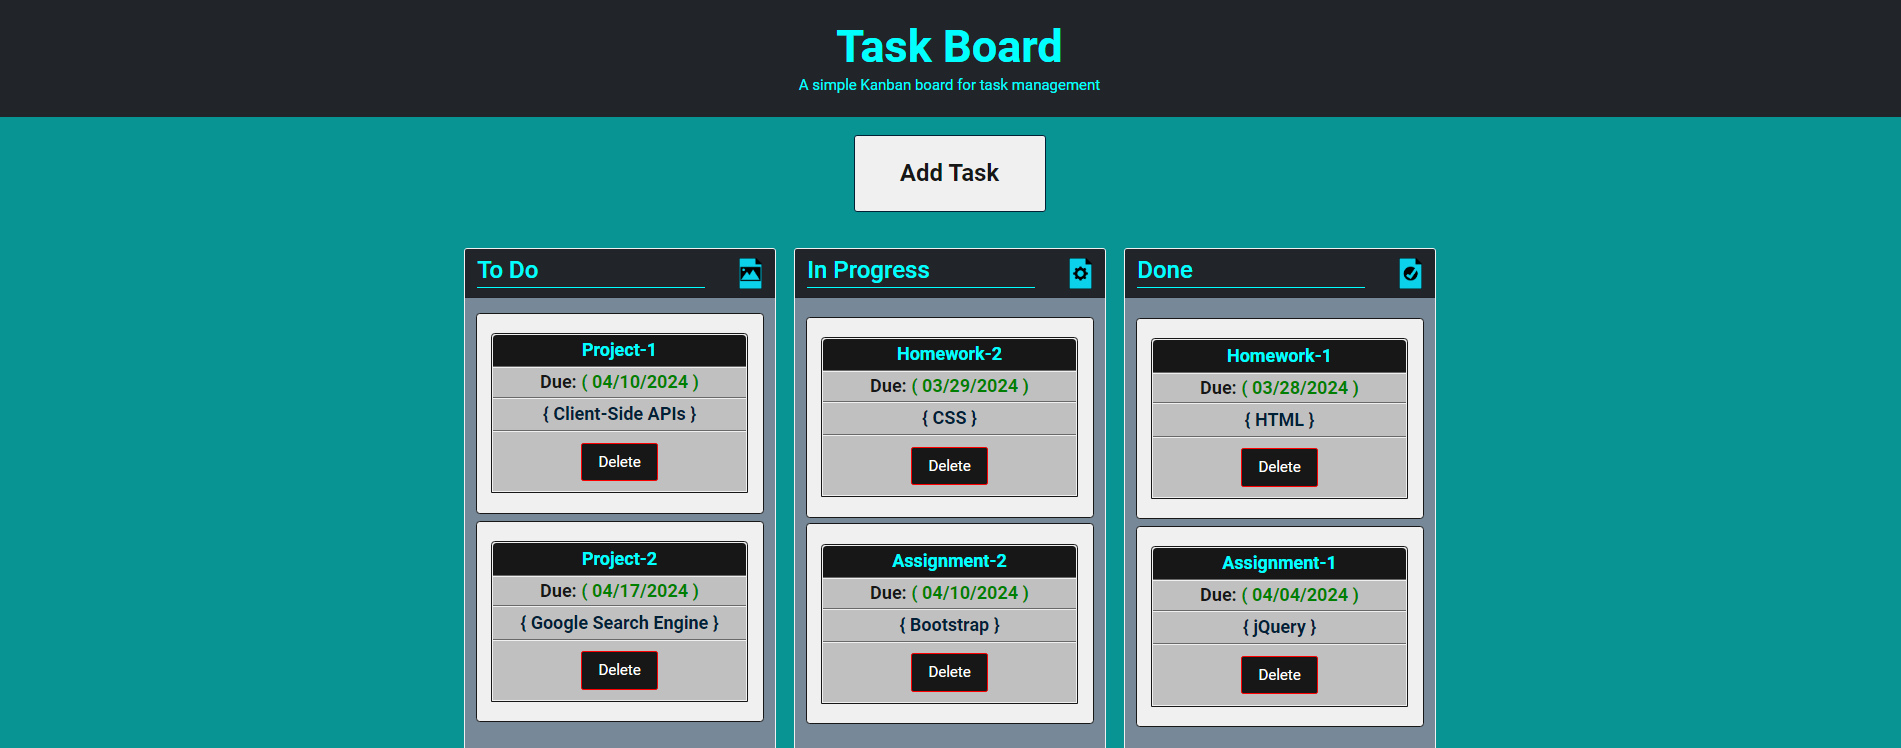 Task Board
A simple Kanban board for task management
Add Task
To Do
Project-1
Due: ( 04/10/2024 )
{ Client-Side APIs }
Delete
Project-2
Due: ( 04/17/2024 )
{ Google Search Engine }
Delete
In Progress
Homework-2
Due: ( 03/29/2024 )
{ CSS }
Delete
Assignment-2
Due: ( 04/10/2024 )
{ Bootstrap }
Delete
Done
Homework-1
Due: ( 03/28/2024 )
{ HTML }
Delete
Assignment-1
Due: ( 04/04/2024 )
{ jQuery }
Delete